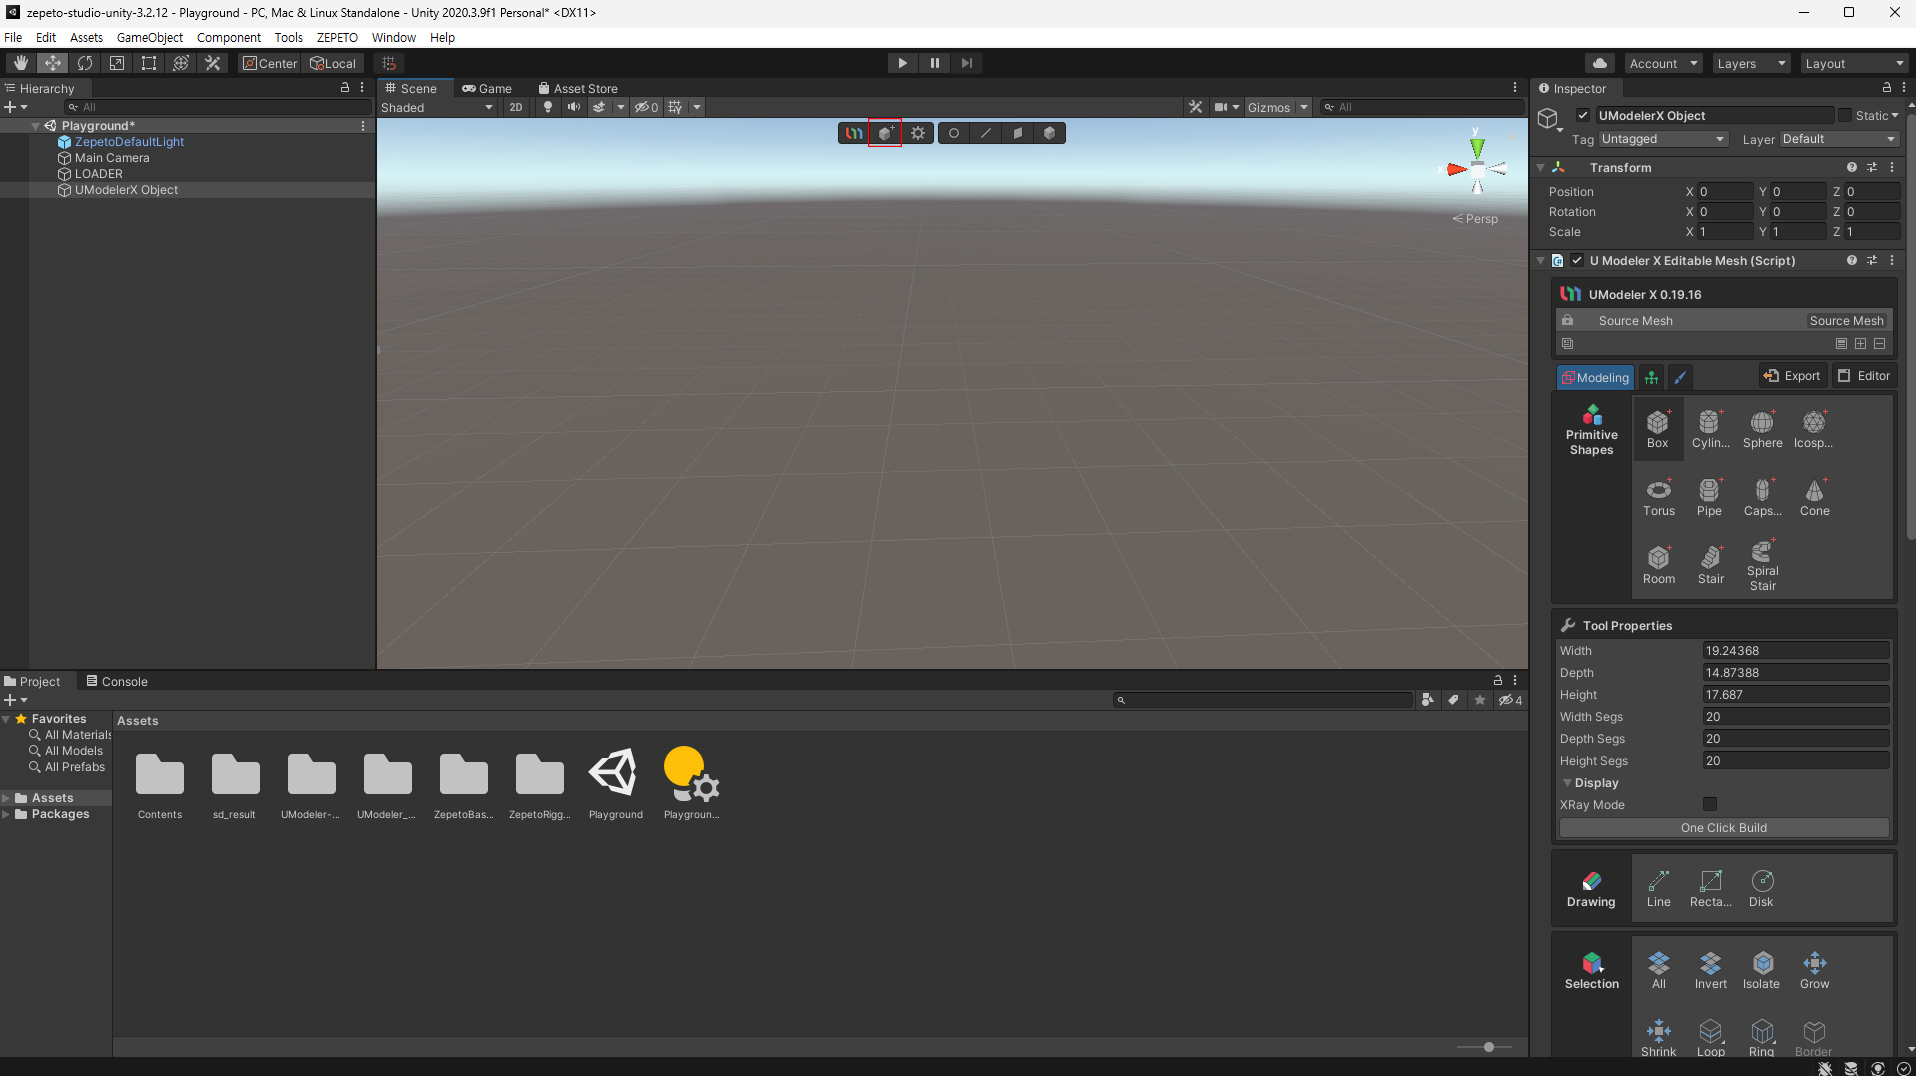 zepeto-studio-unity-3.2.12 - Playground - PC, Mac & Linux Standalone - Unity 2020.3.9f1 Personal* <DX11>
File Edit Assets GameObject Component Tools ZEPETO Window Help
Center Local Account Layers Layout
Hierarchy
All
Playground*
ZepetoDefaultLight
Main Camera
LOADER
UModelerX Object
Scene Game Asset Store
Shaded 2D 0 Gizmos All
y
x
Persp
Inspector
UModelerX Object Static
Tag Untagged Layer Default
Transform
Position X 0 Y 0 Z 0
Rotation X 0 Y 0 Z 0
Scale X 1 Y 1 Z 1
U Modeler X Editable Mesh (Script)
UModeler X 0.19.16
Source Mesh Source Mesh
Modeling Export Editor
Primitive Shapes
Box Cylin... Sphere Icosp...
Torus Pipe Caps... Cone
Room Stair Spiral Stair
Tool Properties
Width 19.24368
Depth 14.87388
Height 17.687
Width Segs 20
Depth Segs 20
Height Segs 20
Display
XRay Mode
One Click Build
Drawing
Line Recta... Disk
Selection
All Invert Isolate Grow
Shrink Loop Ring Border
Project Console
4
Favorites
All Materials
All Models
All Prefabs
Assets
Packages
Assets
Contents sd_result UModeler-... UModeler_... ZepetoBas... ZepetoRigg... Playground Playgroun...